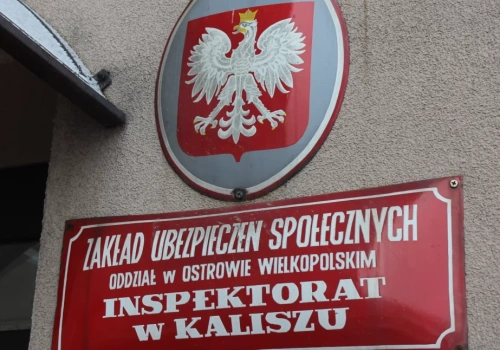 ZAKŁAD UBEZPIECZEŃ SPOŁECZNYCH
ODDZIAŁ W OSTROWIE WIELKOPOLSKIM
INSPEKTORAT
W KALISZU